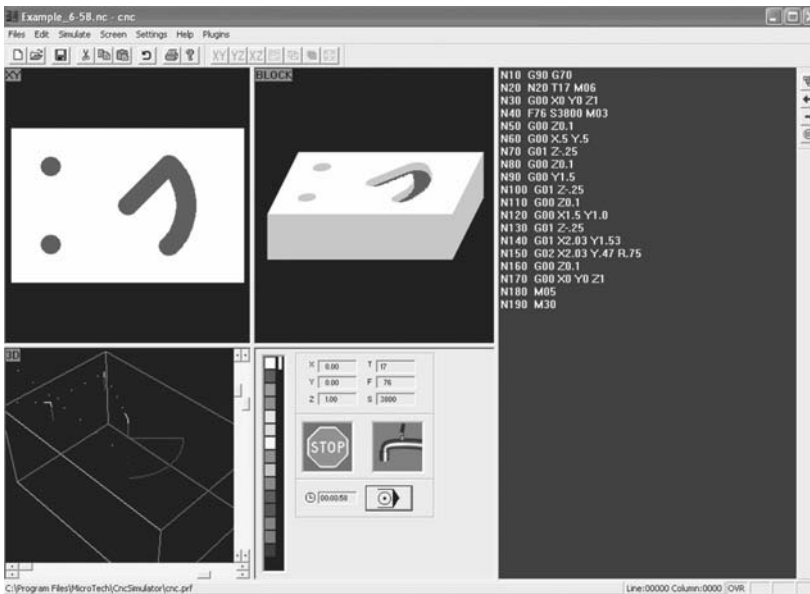 Example_6-58.nc - cnc
Files Edit Simulate Screen Settings Help Plugins
XY YZ XZ
XY
BLOCK
N10 G90 G70
N20 N20 T17 M06
N30 G00 X0 Y0 Z1
N40 F76 S3800 M03
N50 G00 Z0.1
N60 G00 X.5 Y.5
N70 G01 Z-.25
N80 G00 Z0.1
N90 G00 Y1.5
N100 G01 Z-.25
N110 G00 Z0.1
N120 G00 X1.5 Y1.0
N130 G01 Z-.25
N140 G01 X2.03 Y1.53
N150 G02 X2.03 Y.47 R.75
N160 G00 Z0.1
N170 G00 X0 Y0 Z1
N180 M05
N190 M30
3D
X 0.00 T 17
Y 0.00 F 76
Z 1.00 S 3800
STOP
00:00:50
C:\Program Files\MicroTech\CncSimulator\cnc.prf
Line:00000 Column:0000 OVR